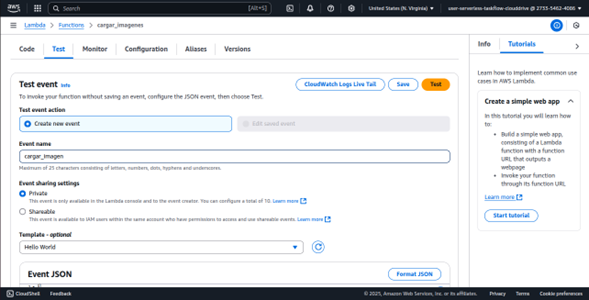 aws
Search
[Alt+S]
United States (N. Virginia)
user-serverless-taskflow-clouddrive @ 2755-5462-4086
Lambda > Functions > cargar_imagenes
Code
Test
Monitor
Configuration
Aliases
Versions
Test event Info
CloudWatch Logs Live Tail
Save
Test
To invoke your function without saving an event, configure the JSON event, then choose Test.
Test event action
Create new event
Edit saved event
Event name
cargar_imagen
Maximum of 25 characters consisting of letters, numbers, dots, hyphens and underscores.
Event sharing settings
Private
This event is only available in the Lambda console and to the event creator. You can configure a total of 10. Learn more
Shareable
This event is available to IAM users within the same account who have permissions to access and use shareable events. Learn more
Template - optional
Hello World
Event JSON
Format JSON
Info
Tutorials
Learn how to implement common use
cases in AWS Lambda.
Create a simple web app
In this tutorial you will learn how
to:
• Build a simple web app,
consisting of a Lambda
function with a function
URL that outputs a
webpage
• Invoke your function
through its function URL
Learn more
Start tutorial
CloudShell
Feedback
© 2025, Amazon Web Services, Inc. or its affiliates.
Privacy
Terms
Cookie preferences